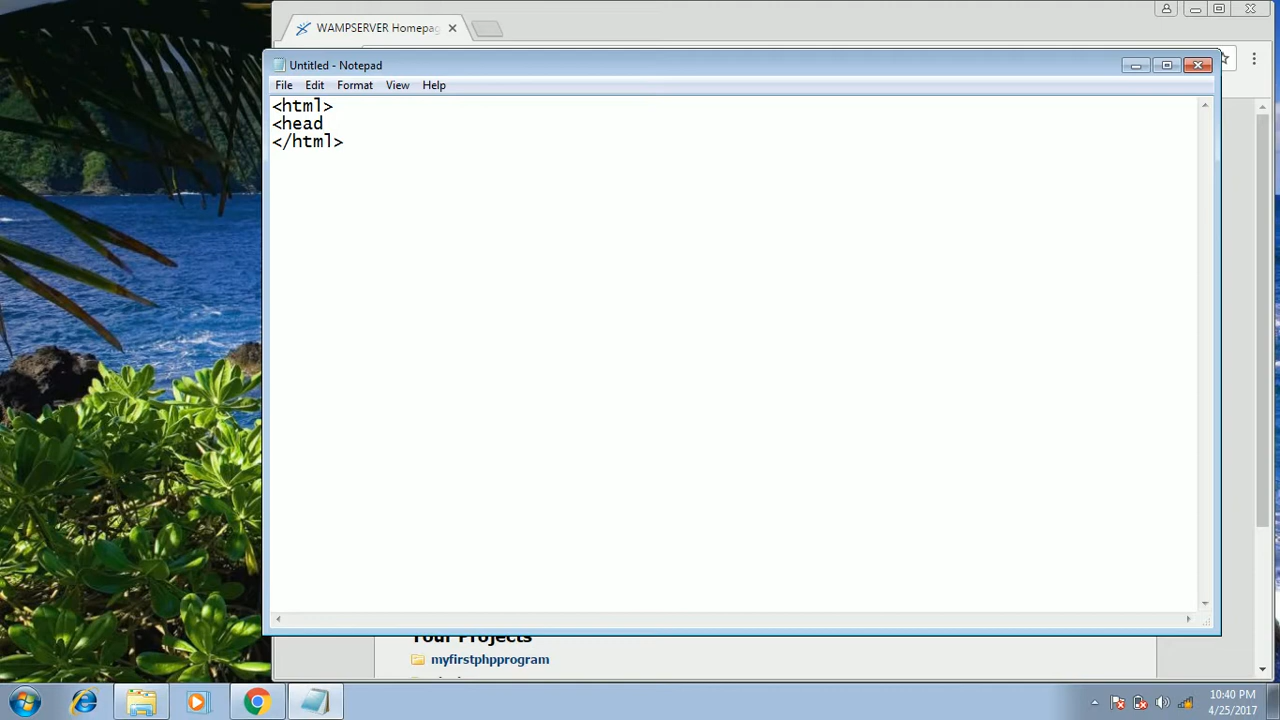 WAMPSERVER Homepag
Untitled - Notepad
File Edit Format View Help
<html>
<head
</html>
Your Projects
myfirstphpprogram
10:40 PM
4/25/2017